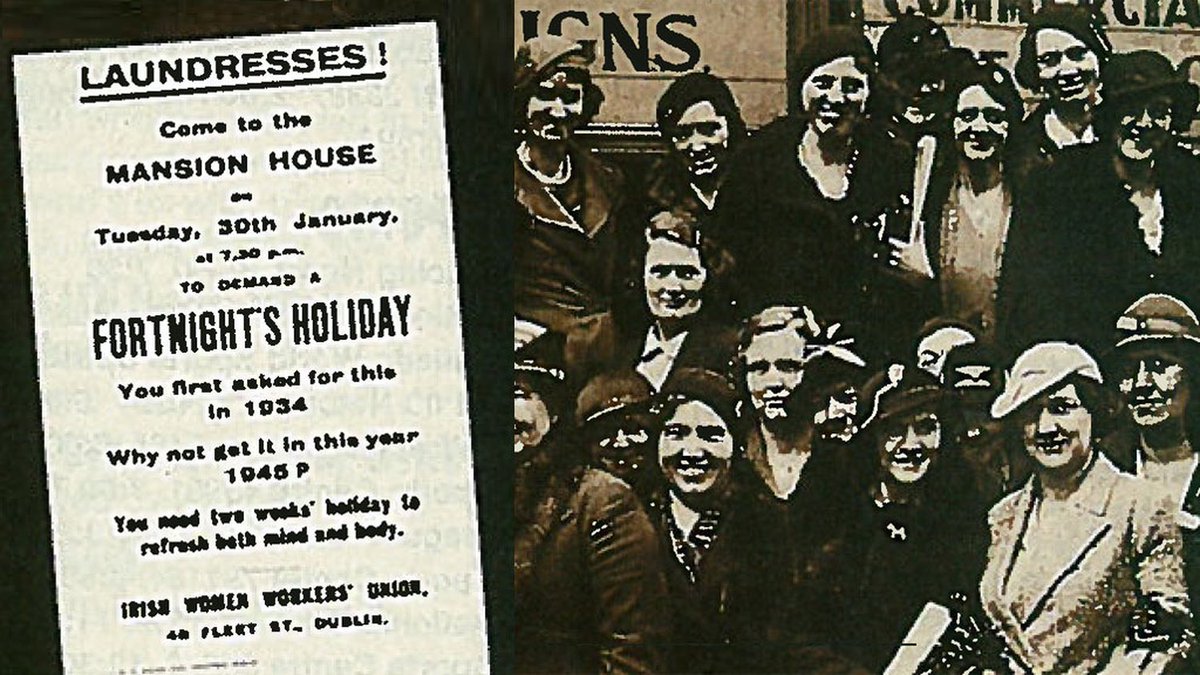 LAUNDRESSES!
Come to the
MANSION HOUSE
on
Tuesday, 30th January,
at 7.30 p.m.
TO DEMAND A
FORTNIGHT'S HOLIDAY
You first asked for this
in 1934
Why not get it in this year
1945 ?
You need two weeks' holiday to
refresh both mind and body.
IRISH WOMEN WORKERS' UNION,
48 FLEET ST., DUBLIN.
IGNS.
COMMERCIA